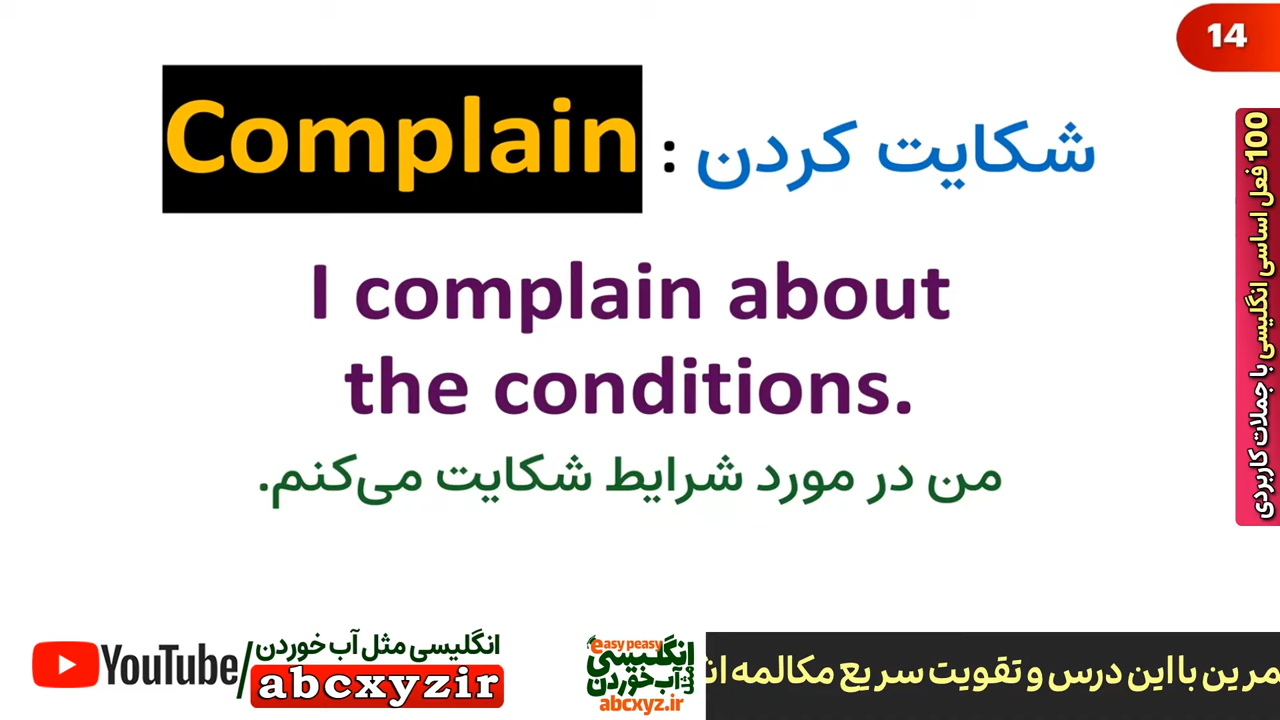 14
Complain : شکایت کردن
I complain about
the conditions.
من در مورد شرایط شکایت می‌کنم.
100 فعل اساسی انگلیسی با جملات کاربردی
YouTube/
انگلیسی مثل آب خوردن
abcxyzir
easy peasy
انگلیسی
مثل آب خوردن
abcxyz.ir
با این درس و تقویت سریع مکالمه